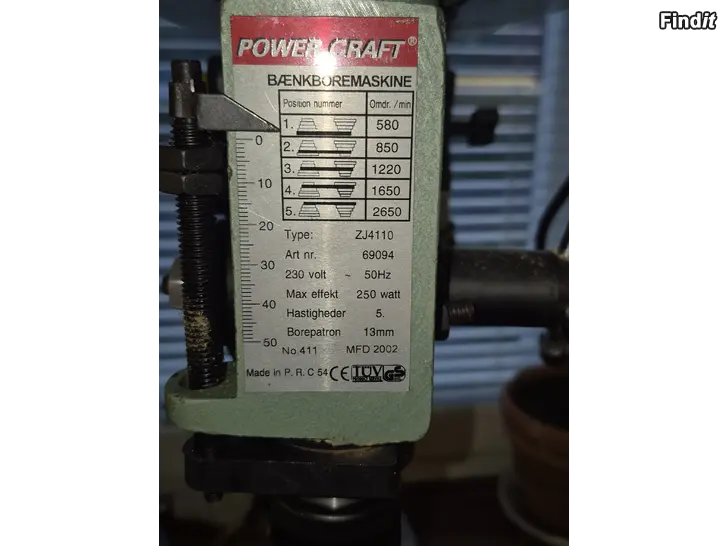 Findit
POWER CRAFT®
BÆNKBOREMASKINE
Position nummer Omdr. /min
1. 580
2. 850
3. 1220
4. 1650
5. 2650
0
10
20
30
40
50
Type: ZJ4110
Art nr. 69094
230 volt ~ 50Hz
Max effekt 250 watt
Hastigheder 5.
Borepatron 13mm
No.411 MFD 2002
Made in P. R. C 54 CE TÜV GS